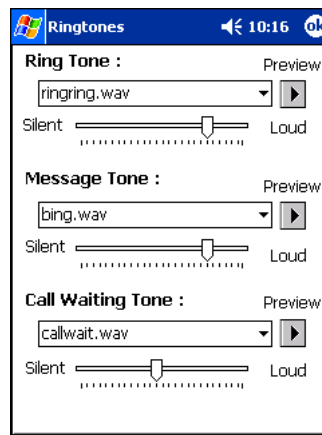 Ringtones 10:16 ok
Ring Tone :
Preview
ringring.wav
Silent Loud
Message Tone :
Preview
bing.wav
Silent Loud
Call Waiting Tone :
Preview
callwait.wav
Silent Loud